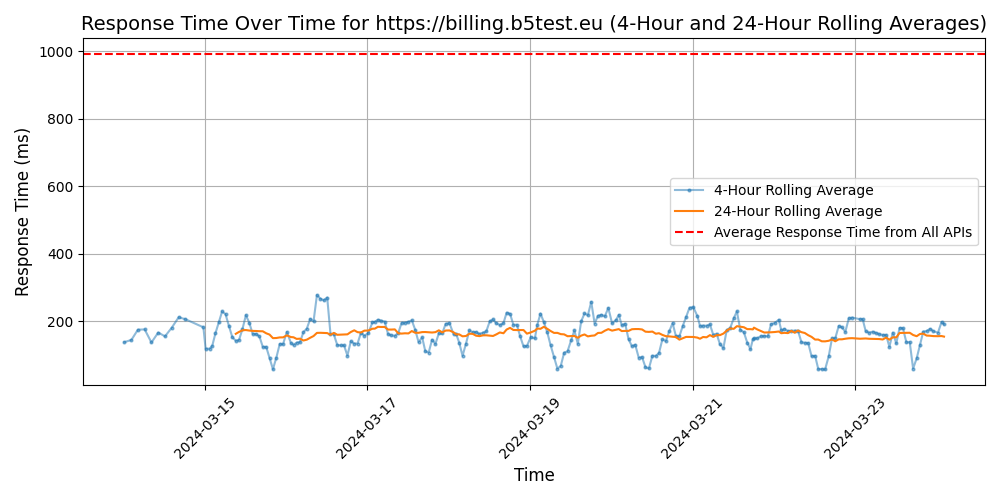 Response Time Over Time for https://billing.b5test.eu (4-Hour and 24-Hour Rolling Averages)
Response Time (ms)
1000
800
600
400
200
4-Hour Rolling Average
24-Hour Rolling Average
Average Response Time from All APIs
2024-03-15
2024-03-17
2024-03-19
2024-03-21
2024-03-23
Time